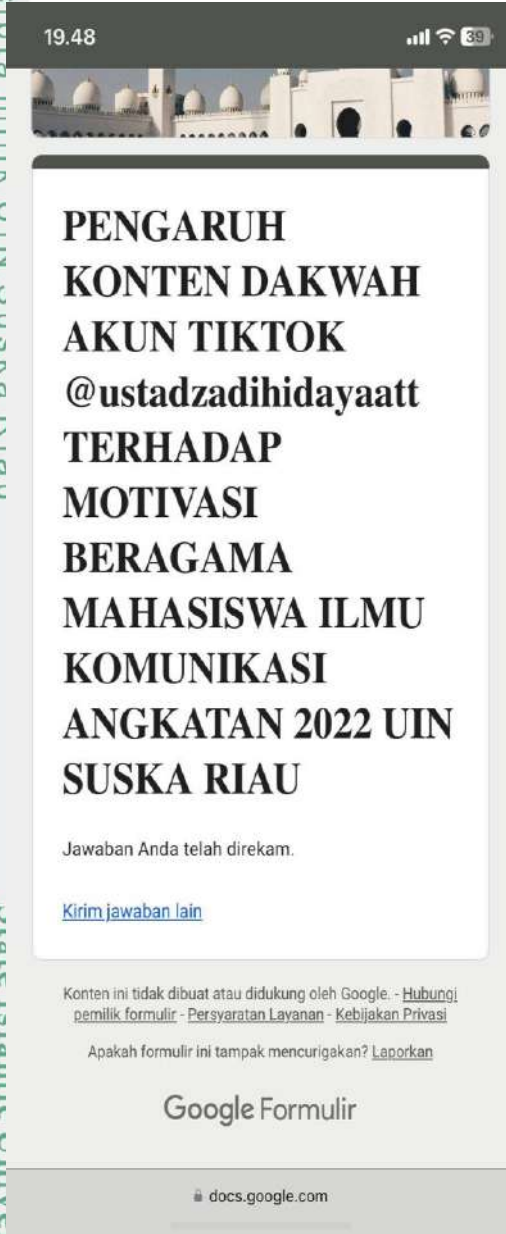 19.48
39
PENGARUH
KONTEN DAKWAH
AKUN TIKTOK
@ustadzadihidayaatt
TERHADAP
MOTIVASI
BERAGAMA
MAHASISWA ILMU
KOMUNIKASI
ANGKATAN 2022 UIN
SUSKA RIAU
Jawaban Anda telah direkam.
Kirim jawaban lain
Konten ini tidak dibuat atau didukung oleh Google. - Hubungi
pemilik formulir - Persyaratan Layanan - Kebijakan Privasi
Apakah formulir ini tampak mencurigakan? Laporkan
Google Formulir
docs.google.com